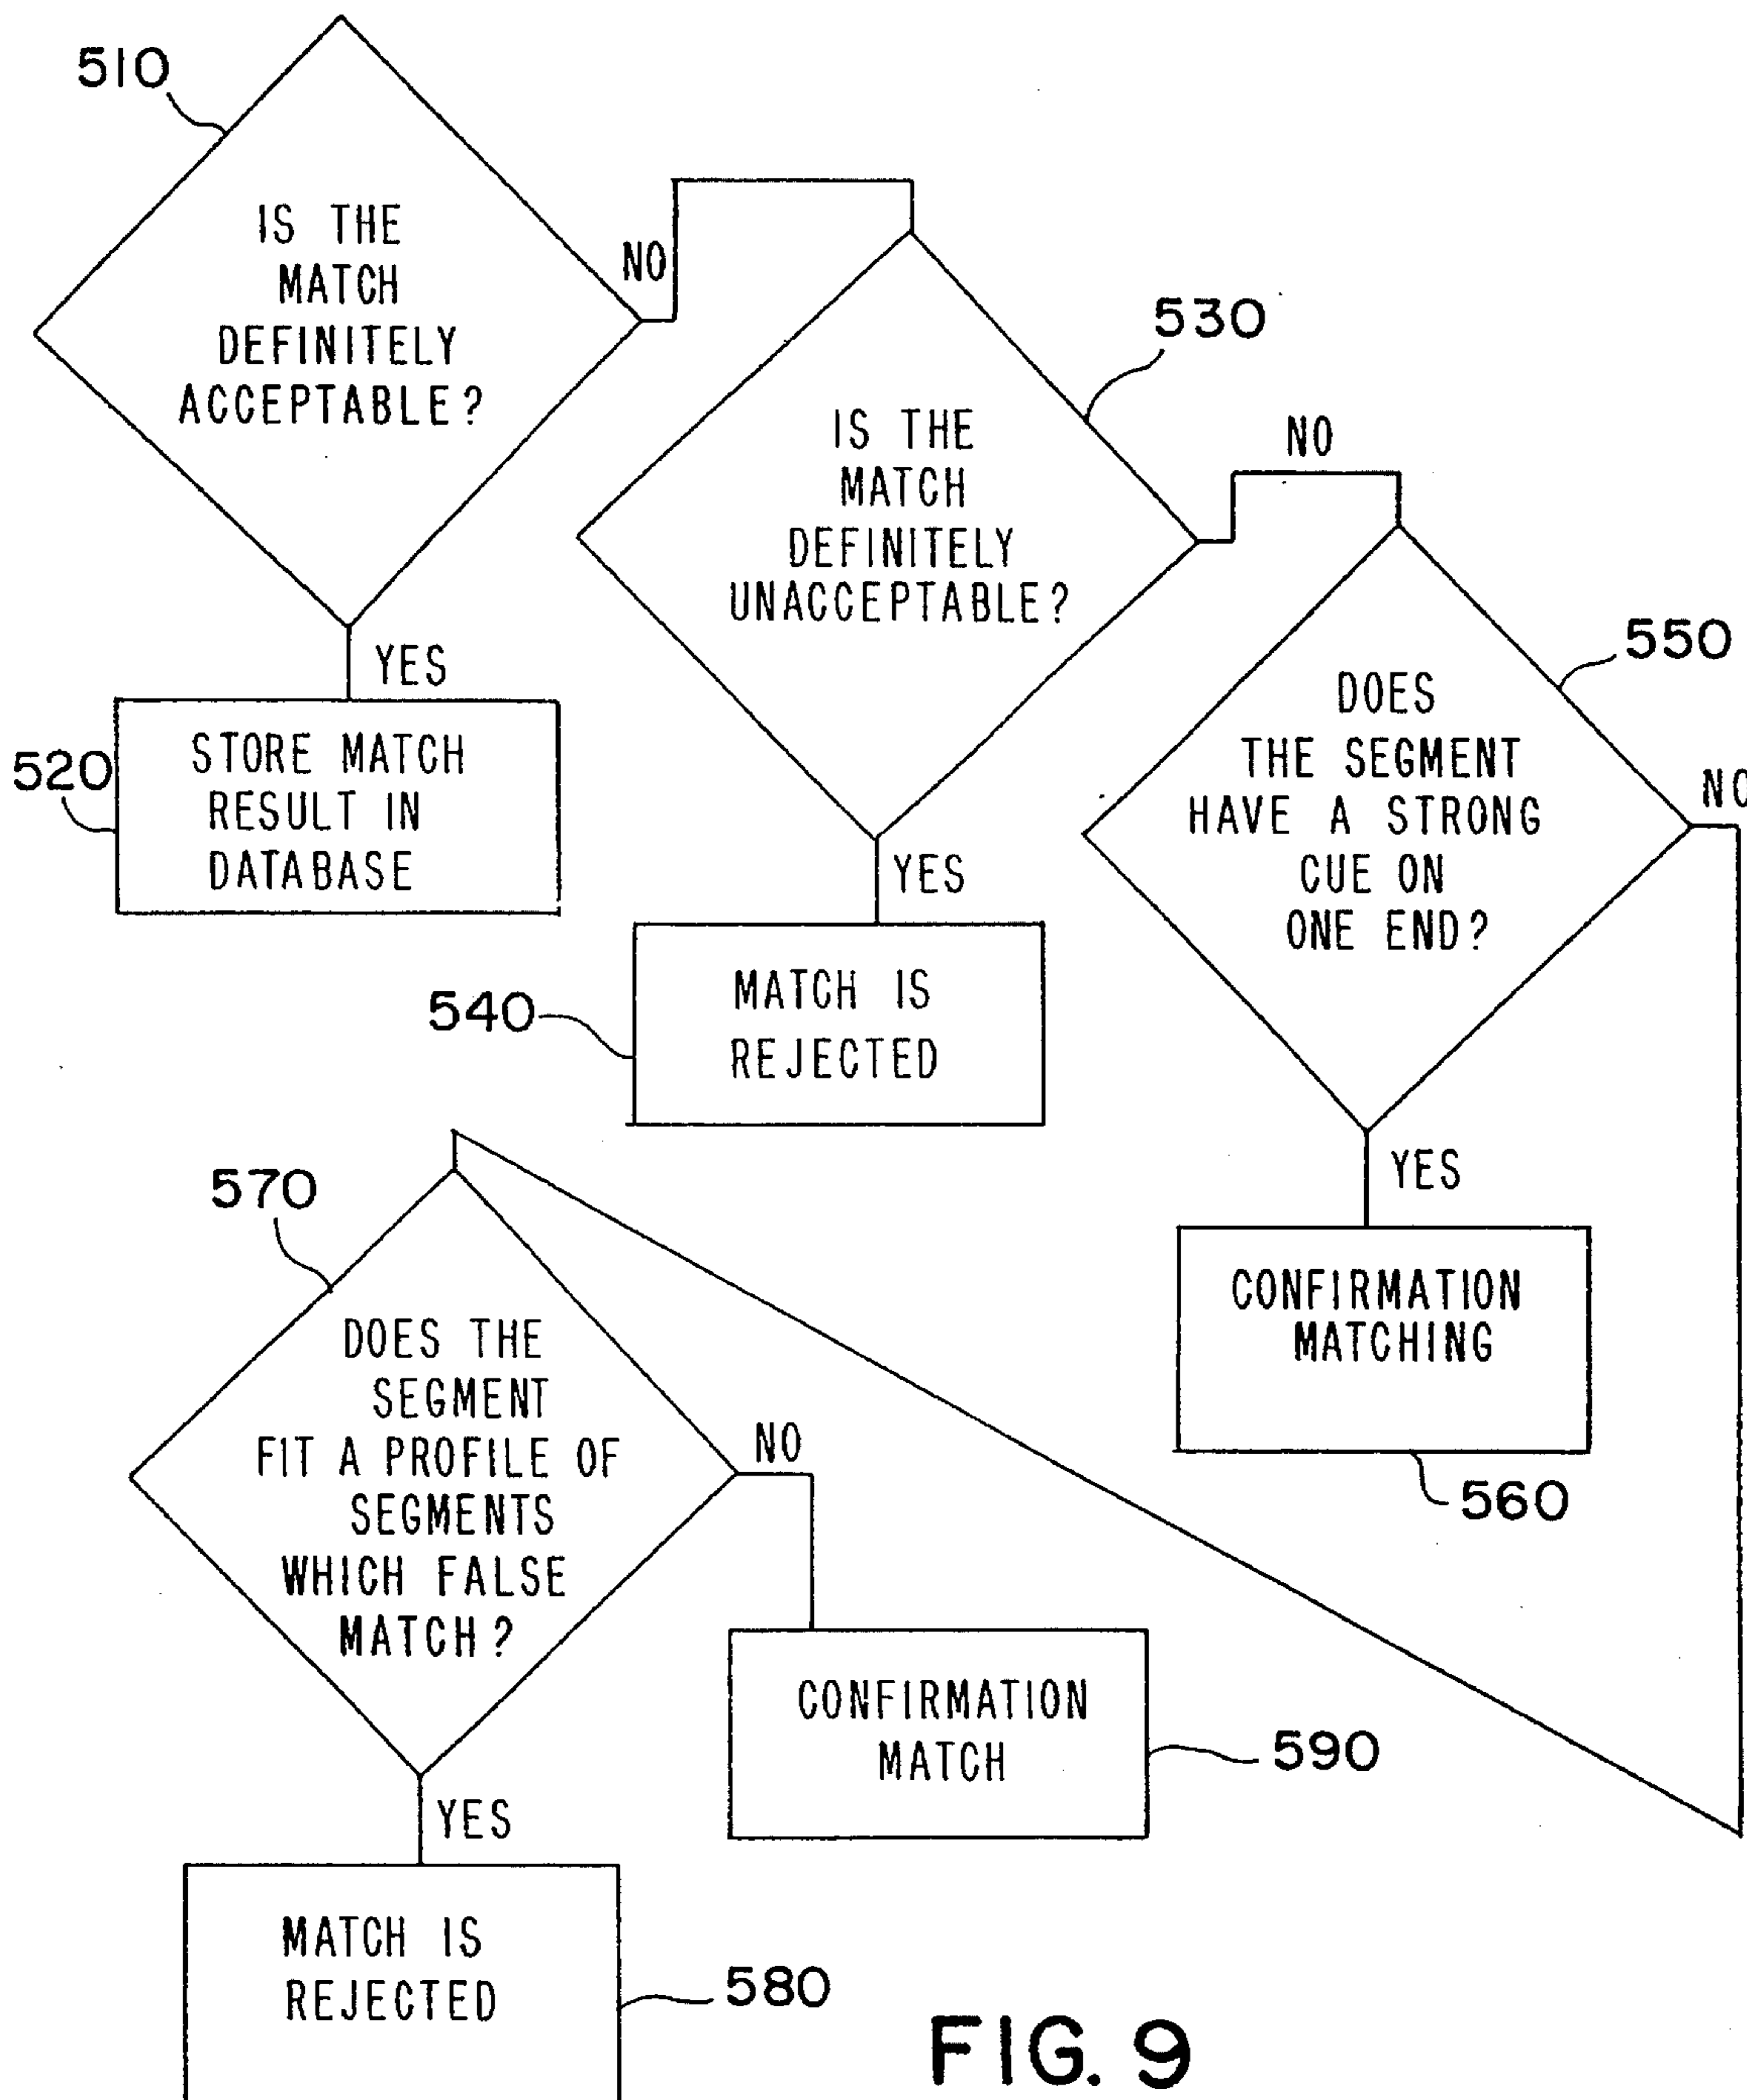 510
IS THE
MATCH
DEFINITELY
ACCEPTABLE?
NO
YES
520
STORE MATCH
RESULT IN
DATABASE
530
IS THE
MATCH
DEFINITELY
UNACCEPTABLE?
NO
YES
540
MATCH IS
REJECTED
550
DOES
THE SEGMENT
HAVE A STRONG
CUE ON
ONE END?
NO
YES
CONFIRMATION
MATCHING
560
570
DOES THE
SEGMENT
FIT A PROFILE OF
SEGMENTS
WHICH FALSE
MATCH?
NO
CONFIRMATION
MATCH
590
YES
MATCH IS
REJECTED
580
FIG. 9